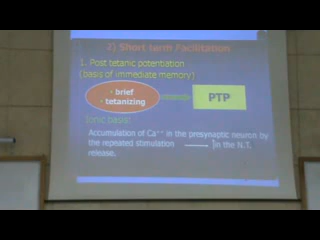 2) Short term Facilitation
1. Post tetanic potentiation
(basis of immediate memory)
· brief
· tetanizing
PTP
Ionic basis
Accumulation of Ca⁺⁺ in the presynaptic neuron by
the repeated stimulation → in the N.T.
release.